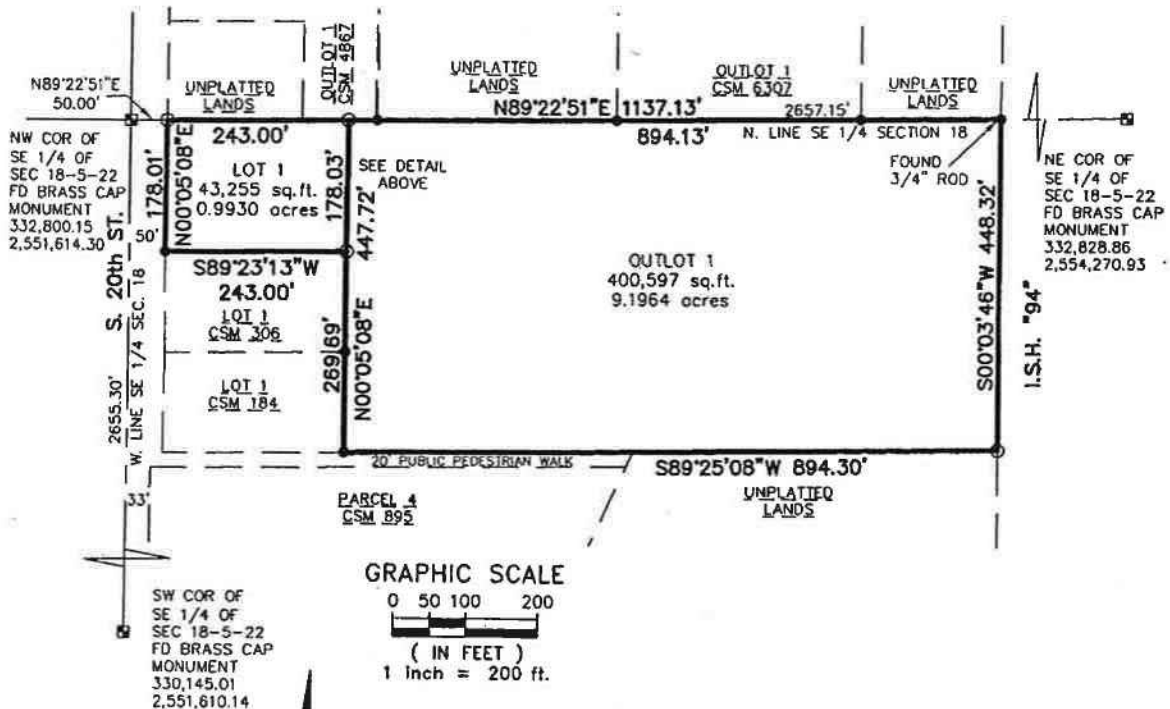 OUTLOT 1
CSM 4867
N89°22'51"E
50.00'
UNPLATTED
LANDS
UNPLATTED
LANDS
OUTLOT 1
CSM 6307
UNPLATTED
LANDS
N89°22'51"E 1137.13'
2657.15'
243.00'
894.13'
N. LINE SE 1/4 SECTION 18
NW COR OF
SE 1/4 OF
SEC 18-5-22
FD BRASS CAP
MONUMENT
332,800.15
2,551,614.30
178.01'
N00°05'08"E
LOT 1
43,255 sq.ft.
0.9930 acres
178.03'
SEE DETAIL
ABOVE
447.72'
FOUND
3/4" ROD
NE COR OF
SE 1/4 OF
SEC 18-5-22
FD BRASS CAP
MONUMENT
332,828.86
2,554,270.93
50'
S. 20th ST.
S89°23'13"W
243.00'
OUTLOT 1
400,597 sq.ft.
9.1964 acres
S00°03'46"W 448.32'
I.S.H. "94"
LOT 1
CSM 306
269.69'
N00°05'08"E
LOT 1
CSM 184
2655.30'
W. LINE SE 1/4 SEC. 18
20' PUBLIC PEDESTRIAN WALK
S89°25'08"W 894.30'
UNPLATTED
LANDS
33'
PARCEL 4
CSM 895
GRAPHIC SCALE
0 50 100 200
( IN FEET )
1 inch = 200 ft.
SW COR OF
SE 1/4 OF
SEC 18-5-22
FD BRASS CAP
MONUMENT
330,145.01
2,551,610.14